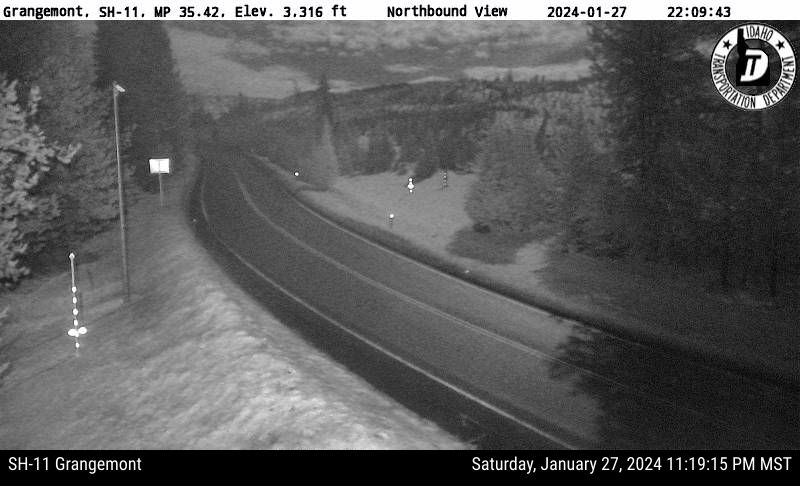 Grangemont, SH-11, MP 35.42, Elev. 3,316 ft Northbound View 2024-01-27 22:09:43
IDAHO
TRANSPORTATION DEPARTMENT
SH-11 Grangemont Saturday, January 27, 2024 11:19:15 PM MST